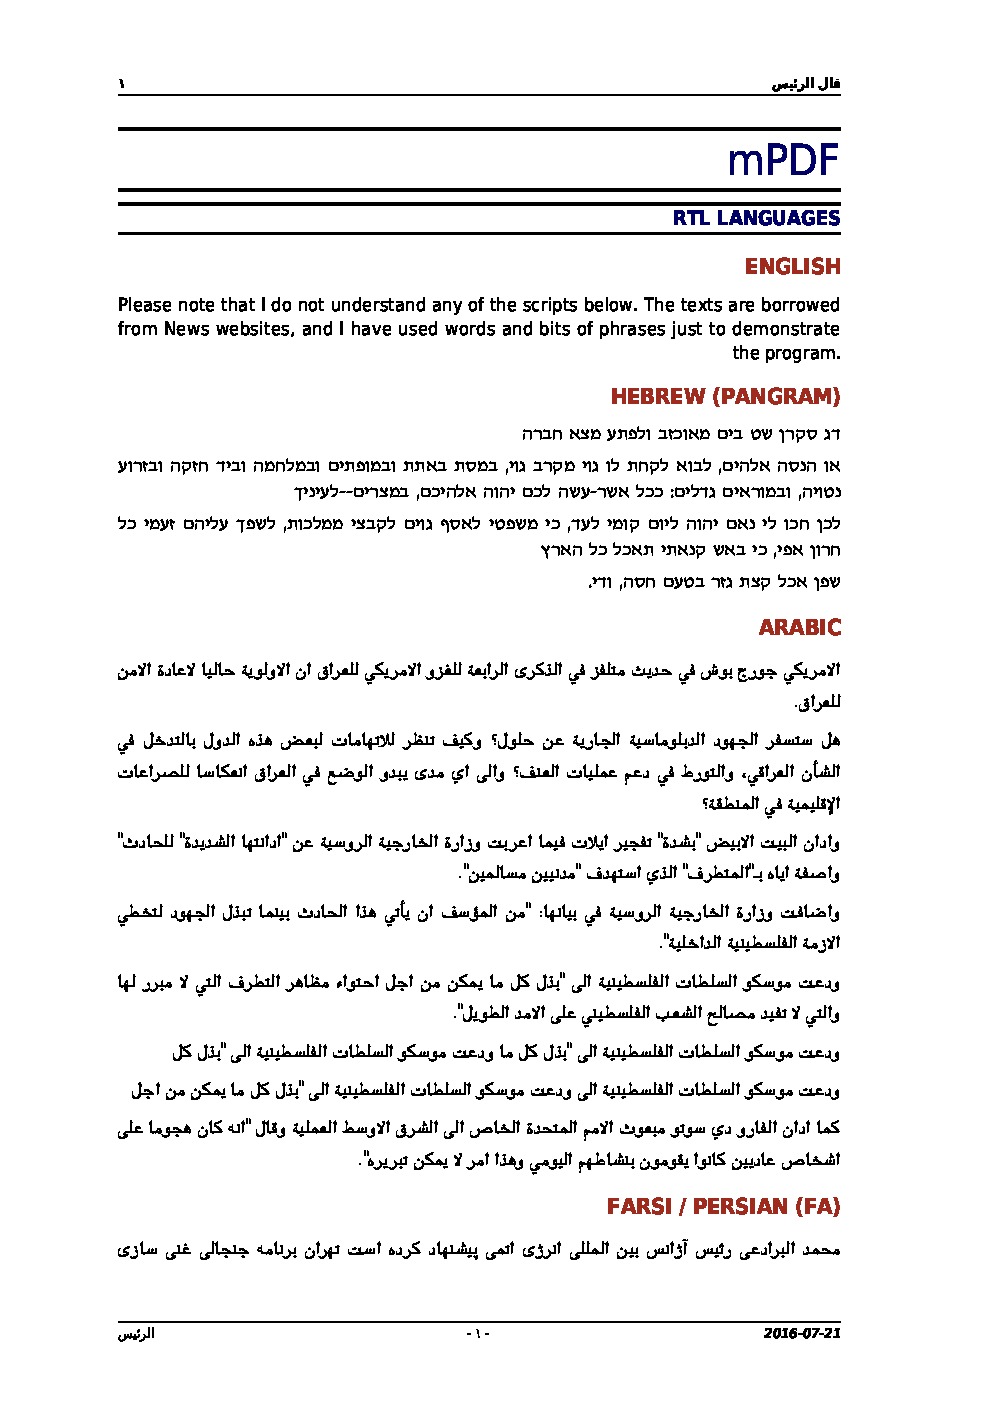 قال الرئيس ١
mPDF
RTL LANGUAGES
ENGLISH
Please note that I do not understand any of the scripts below. The texts are borrowed
from News websites, and I have used words and bits of phrases just to demonstrate
the program.
HEBREW (PANGRAM)
דג סקרן שט בים מאוכזב ולפתע מצא חברה
או הנסה אלהים, לבוא לקחת לו גוי מקרב גוי, במסת באתת ובמופתים ובמלחמה וביד חזקה ובזרוע
נטויה, ובמוראים גדלים: ככל אשר-עשה לכם יהוה אלהיכם, במצרים--לעיניך
לכן חכו לי נאם יהוה ליום קומי לעד, כי משפטי לאסף גוים לקבצי ממלכות, לשפך עליהם זעמי כל
חרון אפי, כי באש קנאתי תאכל כל הארץ
שפן אכל קצת גזר בטעם חסה, ודי.
ARABIC
الامريكي جورج بوش في حديث متلفز في الذكرى الرابعة للغزو الامريكي للعراق ان الاولوية حاليا لاعادة الامن
للعراق.
هل ستسفر الجهود الدبلوماسية الجارية عن حلول؟ وكيف تنظر للاتهامات لبعض هذه الدول بالتدخل في
الشأن العراقي، والتورط في دعم عمليات العنف؟ والى اي مدى يبدو الوضع في العراق انعكاسا للصراعات
الإقليمية في المنطقة؟
وادان البيت الابيض "بشدة" تفجير ايلات فيما اعربت وزارة الخارجية الروسية عن "ادانتها الشديدة" للحادث"
واصفة اياه بـ"المتطرف" الذي استهدف "مدنيين مسالمين".
واضافت وزارة الخارجية الروسية في بيانها: "من المؤسف ان يأتي هذا الحادث بينما تبذل الجهود لتخطي
الازمة الفلسطينية الداخلية".
ودعت موسكو السلطات الفلسطينية الى "بذل كل ما يمكن من اجل احتواء مظاهر التطرف التي لا مبرر لها
والتي لا تفيد مصالح الشعب الفلسطيني على الامد الطويل".
ودعت موسكو السلطات الفلسطينية الى "بذل كل ما ودعت موسكو السلطات الفلسطينية الى "بذل كل
ودعت موسكو السلطات الفلسطينية الى ودعت موسكو السلطات الفلسطينية الى "بذل كل ما يمكن من اجل
كما ادان الفارو دي سوتو مبعوث الامم المتحدة الخاص الى الشرق الاوسط العملية وقال "انه كان هجوما على
اشخاص عاديين كانوا يقومون بنشاطهم اليومي وهذا امر لا يمكن تبريره".
FARSI / PERSIAN (FA)
محمد البرادعى رئيس آژانس بين المللى انرژى اتمى پيشنهاد كرده است تهران برنامه جنجالى غنى سازى
2016-07-21 - ١ - الرئيس